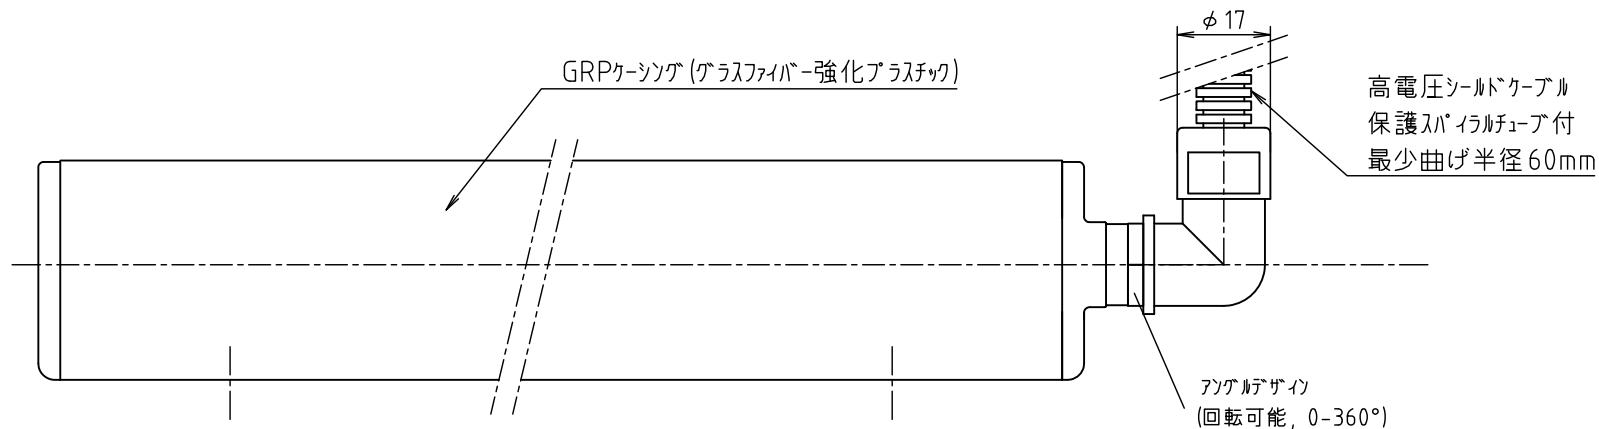 φ17
GRPケーシング(グラスファイバー強化プラスチック)
高電圧シールドケーブル
保護スパイラルチューブ付
最少曲げ半径60mm
アングルデザイン
(回転可能, 0-360°)